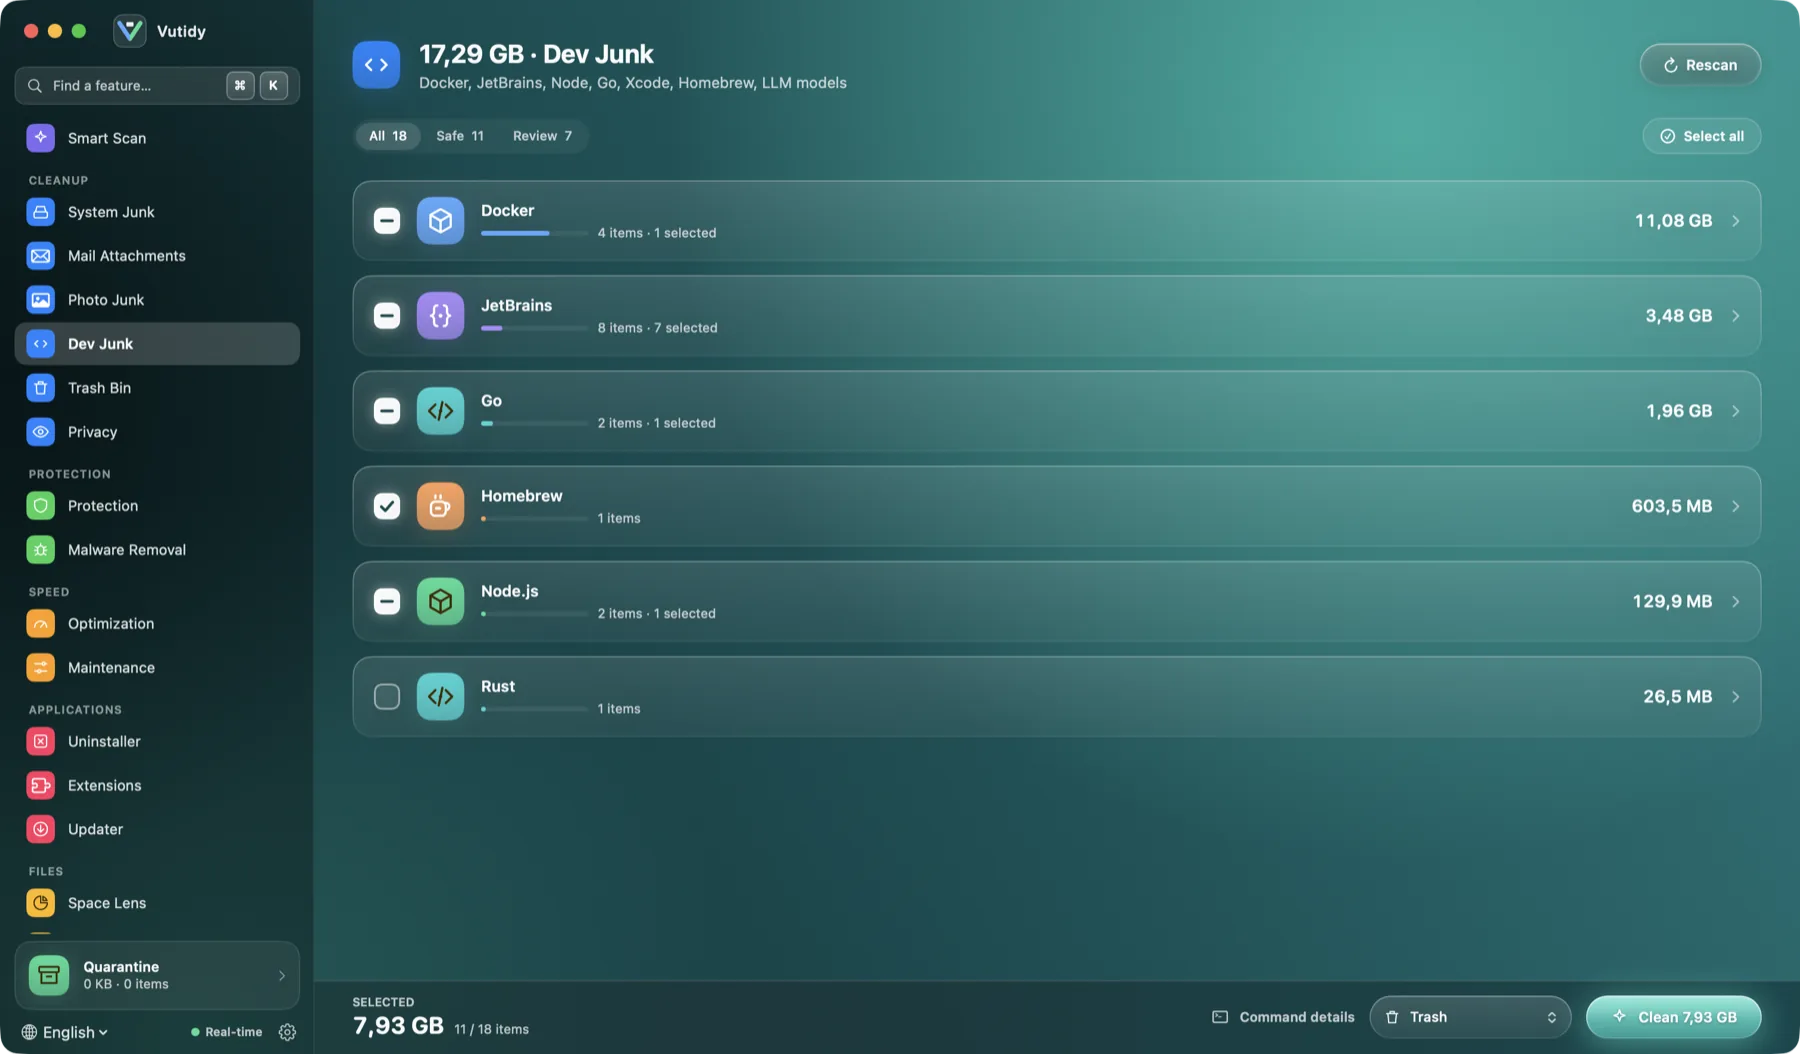 Vutidy
Find a feature...
⌘ K
Smart Scan
CLEANUP
System Junk
Mail Attachments
Photo Junk
Dev Junk
Trash Bin
Privacy
PROTECTION
Protection
Malware Removal
SPEED
Optimization
Maintenance
APPLICATIONS
Uninstaller
Extensions
Updater
FILES
Space Lens
Quarantine
0 KB · 0 items
English
Real-time
17,29 GB · Dev Junk
Docker, JetBrains, Node, Go, Xcode, Homebrew, LLM models
Rescan
All 18 Safe 11 Review 7
Select all
Docker
4 items · 1 selected
11,08 GB
JetBrains
8 items · 7 selected
3,48 GB
Go
2 items · 1 selected
1,96 GB
Homebrew
1 items
603,5 MB
Node.js
2 items · 1 selected
129,9 MB
Rust
1 items
26,5 MB
SELECTED
7,93 GB 11 / 18 items
Command details
Trash
Clean 7,93 GB